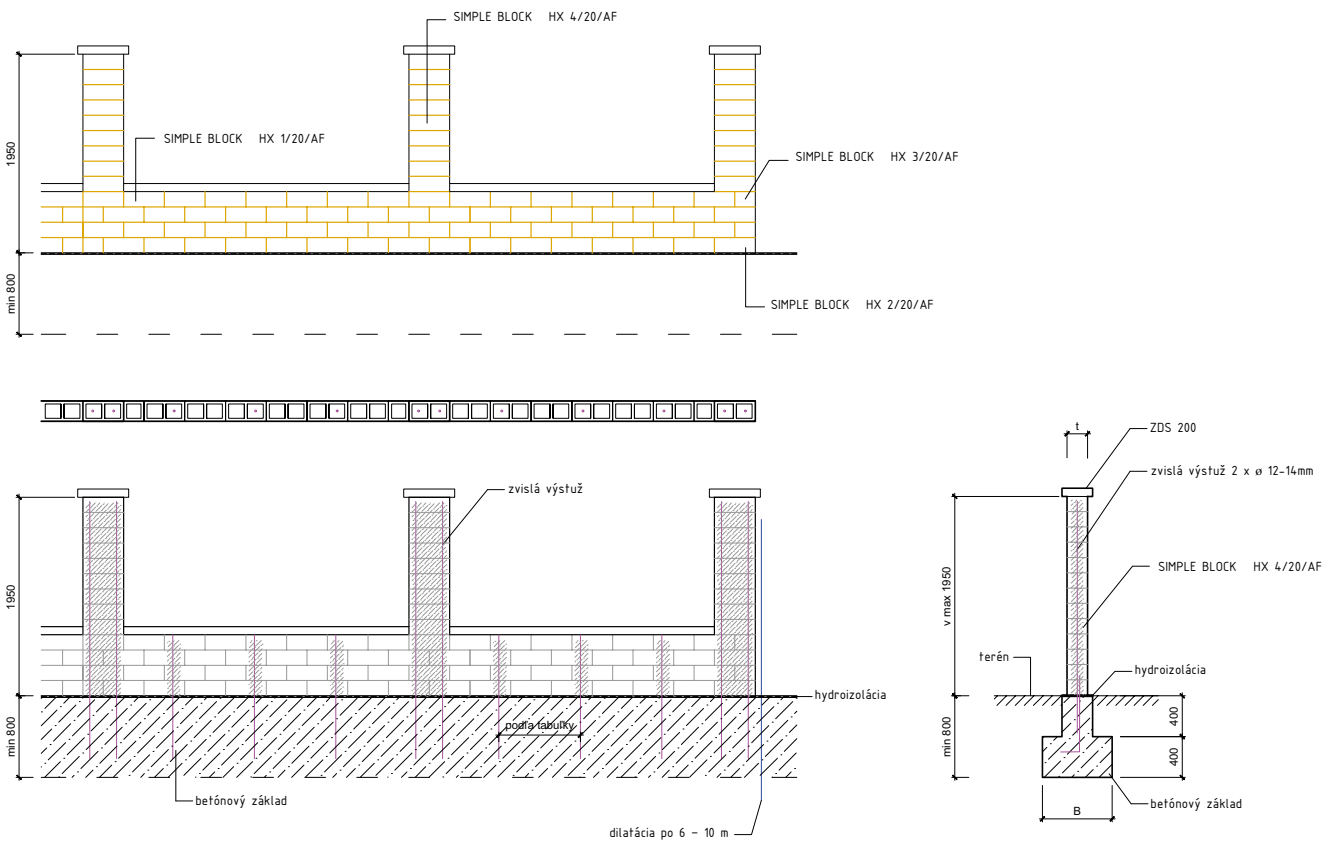 SIMPLE BLOCK HX 4/20/AF
1950
SIMPLE BLOCK HX 1/20/AF
SIMPLE BLOCK HX 3/20/AF
min 800
SIMPLE BLOCK HX 2/20/AF
zvislá výstuž
1950
hydroizolácia
min 800
podľa tabuľky
betónový základ
dilatácia po 6 - 10 m
t
ZDS 200
zvislá výstuž 2 x ø 12-14mm
v max 1950
SIMPLE BLOCK HX 4/20/AF
terén
hydroizolácia
min 800
400
400
betónový základ
B